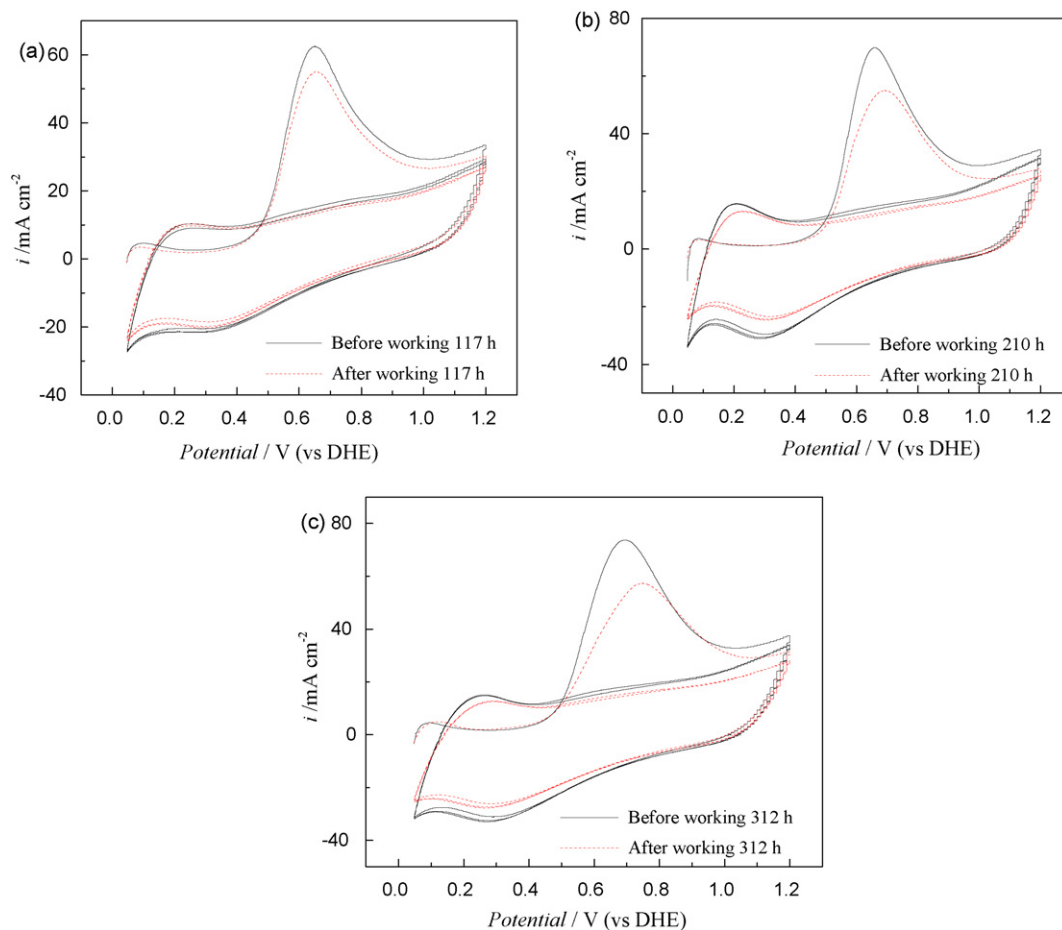 (a)
i /mA cm⁻²
60
40
20
0
-20
-40
Before working 117 h
After working 117 h
0.0 0.2 0.4 0.6 0.8 1.0 1.2
Potential / V (vs DHE)
(b)
i /mA cm⁻²
80
40
0
-40
Before working 210 h
After working 210 h
0.0 0.2 0.4 0.6 0.8 1.0 1.2
Potential / V (vs DHE)
(c)
i /mA cm⁻²
80
40
0
-40
Before working 312 h
After working 312 h
0.0 0.2 0.4 0.6 0.8 1.0 1.2
Potential / V (vs DHE)